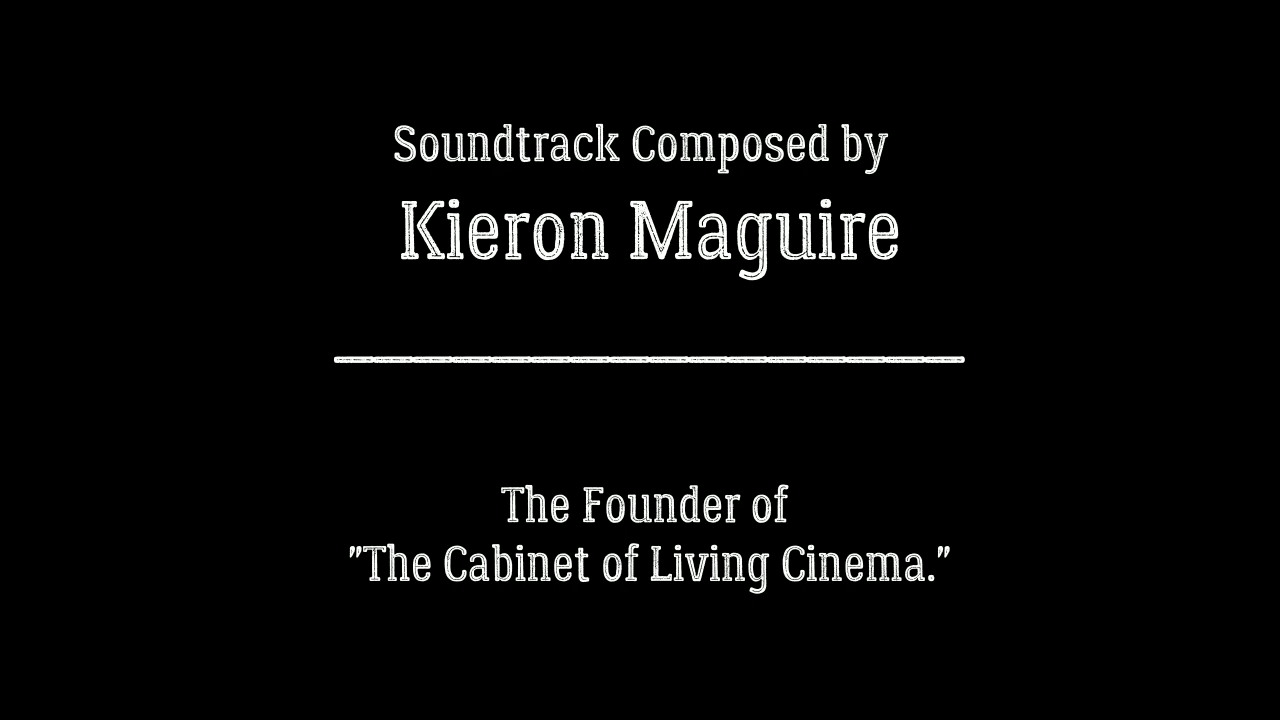 Soundtrack Composed by
Kieron Maguire
The Founder of
"The Cabinet of Living Cinema."